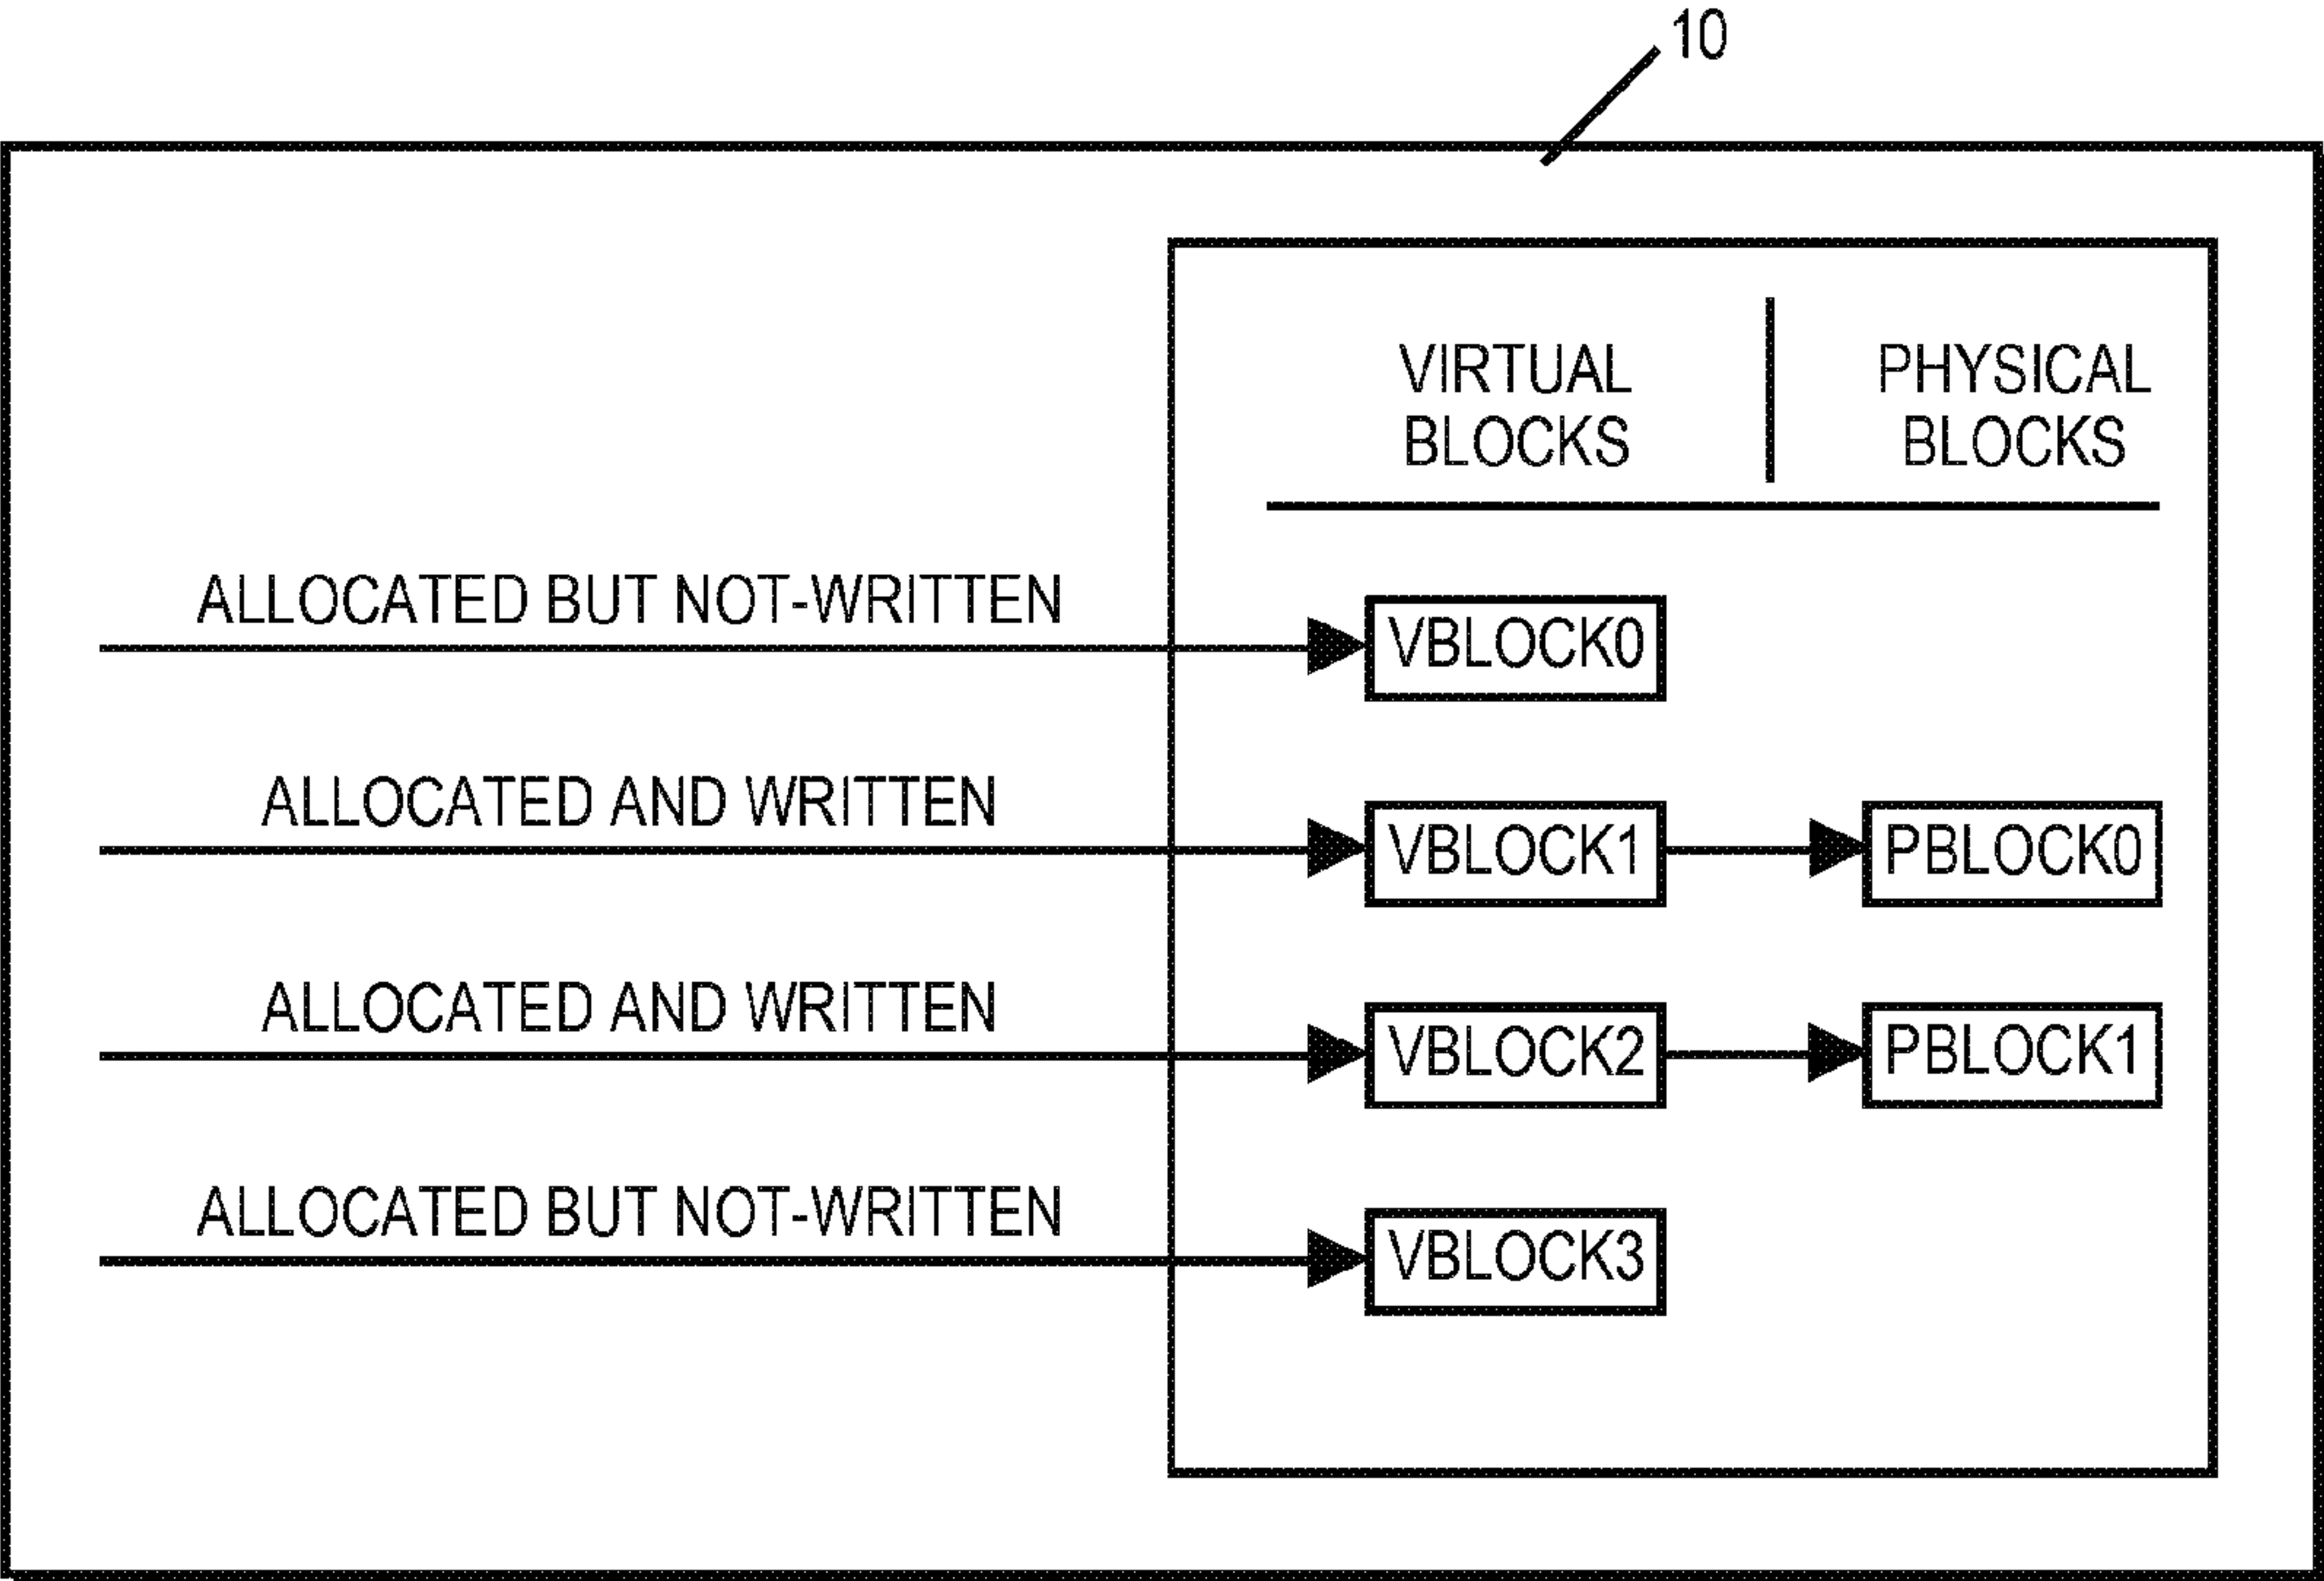 10
VIRTUAL
BLOCKS
PHYSICAL
BLOCKS
ALLOCATED BUT NOT-WRITTEN
VBLOCK0
ALLOCATED AND WRITTEN
VBLOCK1
PBLOCK0
ALLOCATED AND WRITTEN
VBLOCK2
PBLOCK1
ALLOCATED BUT NOT-WRITTEN
VBLOCK3